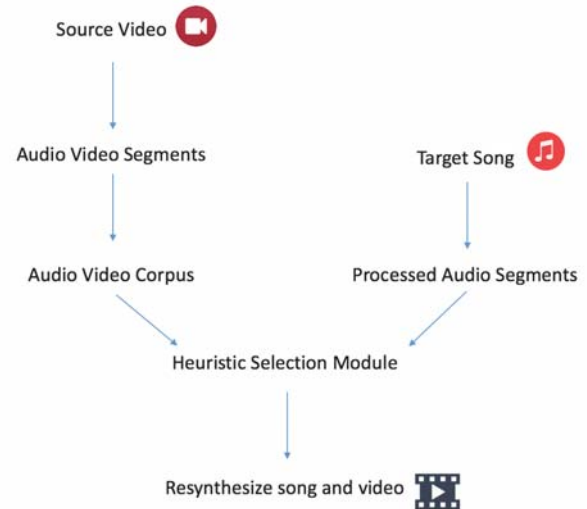 Source Video
Audio Video Segments
Target Song
Audio Video Corpus
Processed Audio Segments
Heuristic Selection Module
Resynthesize song and video